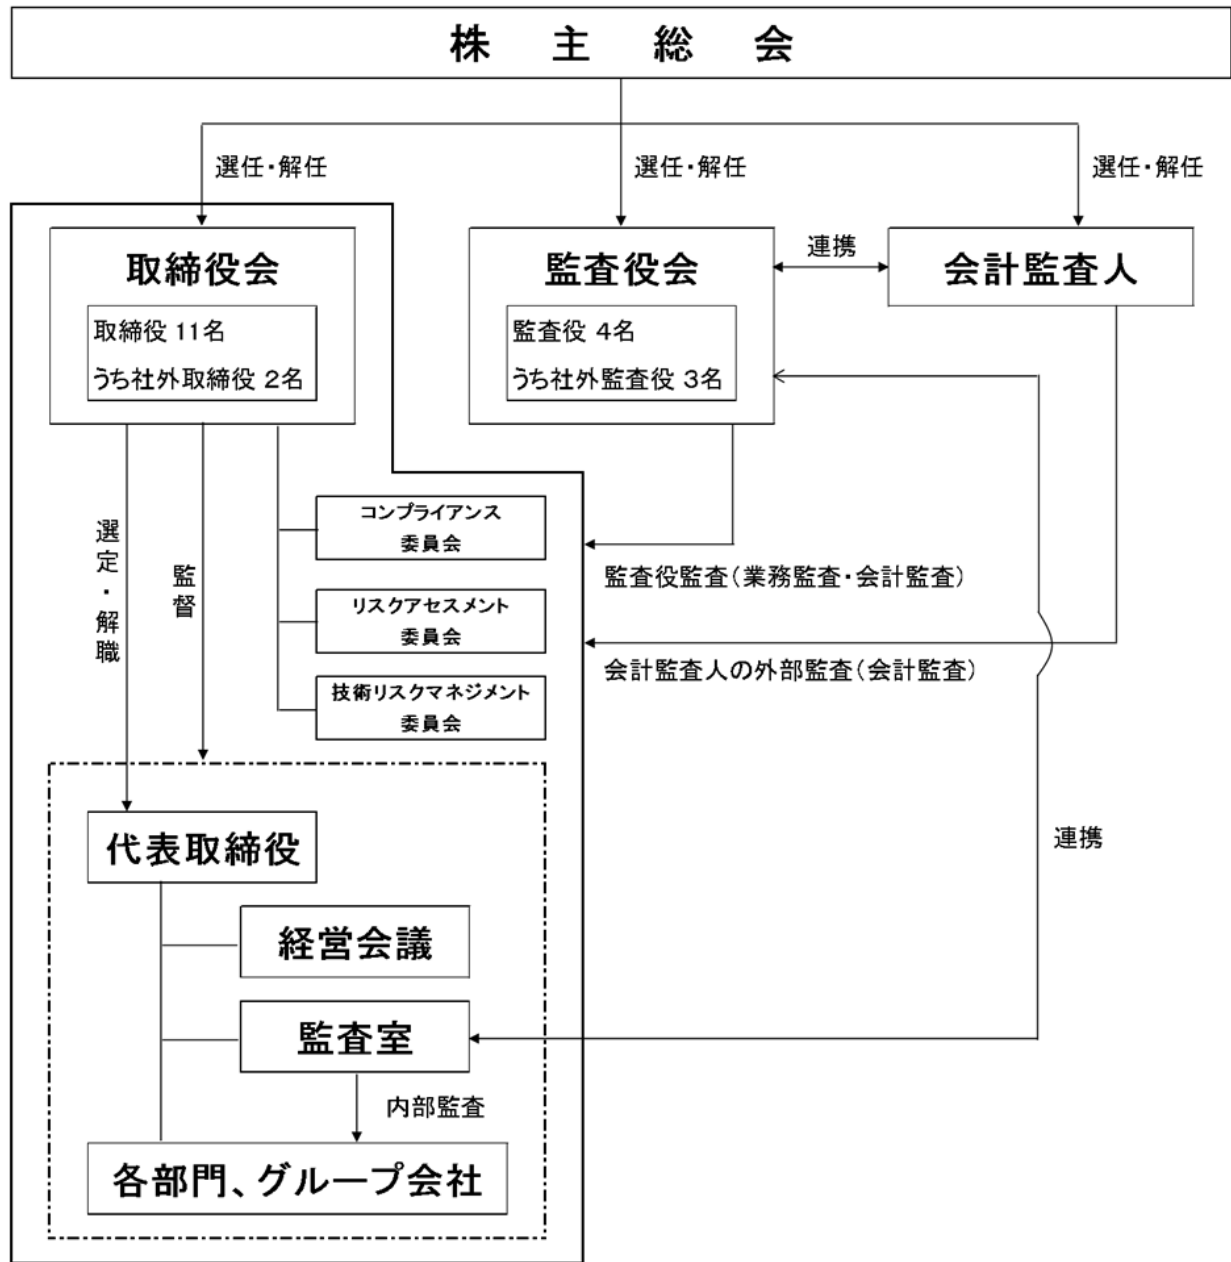 株 主 総 会
選任・解任
選任・解任
選任・解任
取締役会
取締役 11名
うち社外取締役 2名
監査役会
監査役 4名
うち社外監査役 3名
連携
会計監査人
選定・解職
監督
コンプライアンス
委員会
リスクアセスメント
委員会
技術リスクマネジメント
委員会
監査役監査(業務監査・会計監査)
会計監査人の外部監査(会計監査)
連携
代表取締役
経営会議
監査室
内部監査
各部門、グループ会社